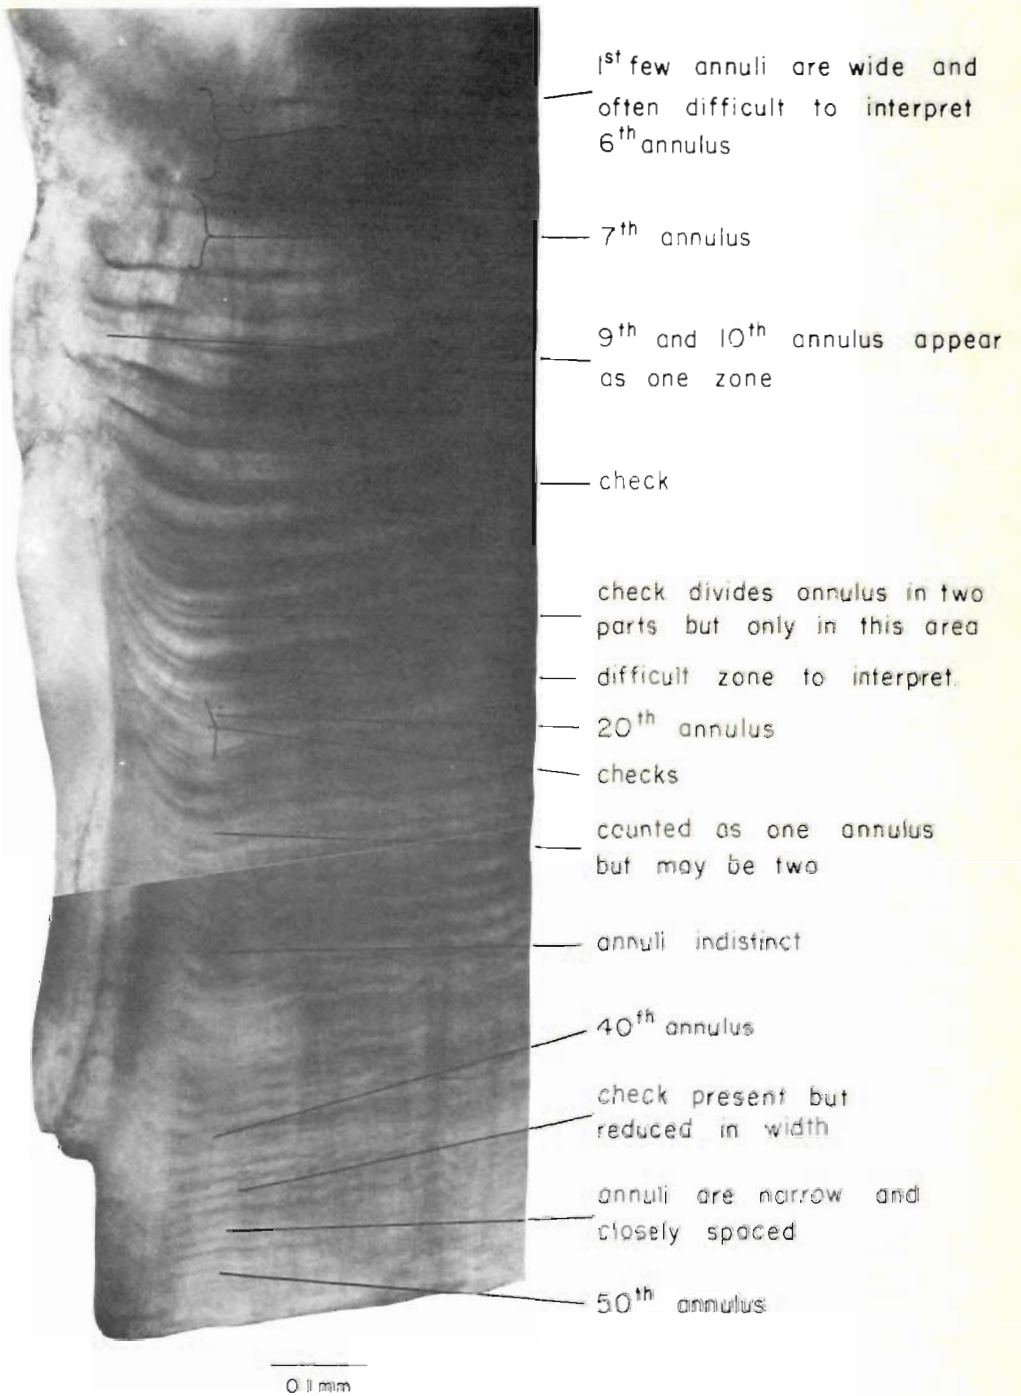 1st few annuli are wide and
often difficult to interpret
6th annulus
7th annulus
9th and 10th annulus appear
as one zone
check
check divides annulus in two
parts but only in this area
difficult zone to interpret.
20th annulus
checks
counted as one annulus
but may be two
annuli indistinct
40th annulus
check present but
reduced in width
annuli are narrow and
closely spaced
50th annulus
0.1 mm